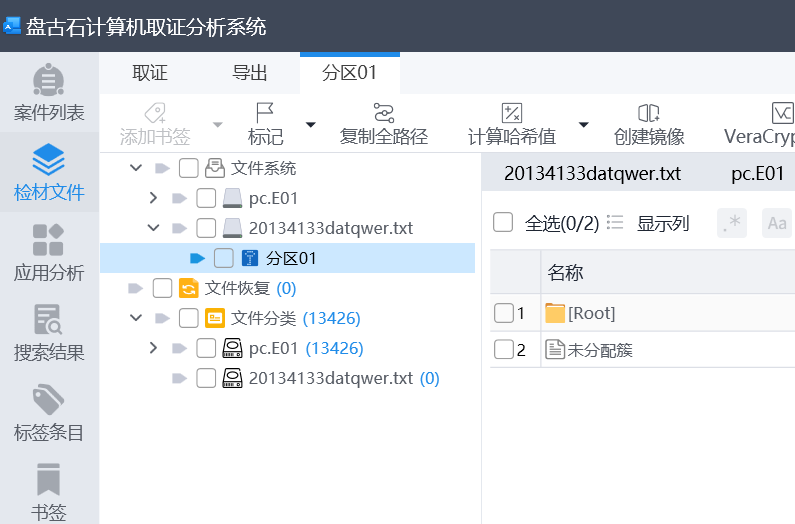 盘古石计算机取证分析系统
案件列表
检材文件
应用分析
搜索结果
标签条目
书签
取证
导出
分区01
添加书签
标记
复制全路径
计算哈希值
创建镜像
VeraCryp
文件系统
pc.E01
20134133datqwer.txt
分区01
文件恢复 (0)
文件分类 (13426)
pc.E01 (13426)
20134133datqwer.txt (0)
20134133datqwer.txt
pc.E01
全选(0/2)
显示列
.*
Aa
名称
1 [Root]
2 未分配簇